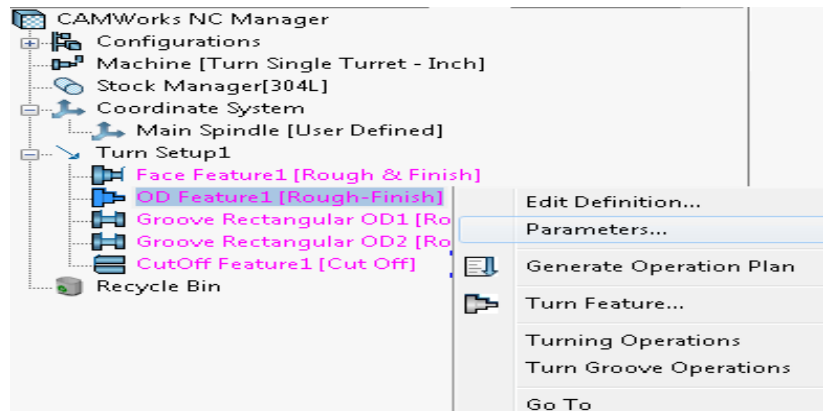 CAMWorks NC Manager
Configurations
Machine [Turn Single Turret - Inch]
Stock Manager[304L]
Coordinate System
Main Spindle [User Defined]
Turn Setup1
Face Feature1 [Rough & Finish]
OD Feature1 [Rough-Finish]
Groove Rectangular OD1 [Ro
Groove Rectangular OD2 [Ro
CutOff Feature1 [Cut Off]
Recycle Bin
Edit Definition...
Parameters...
Generate Operation Plan
Turn Feature...
Turning Operations
Turn Groove Operations
Go To